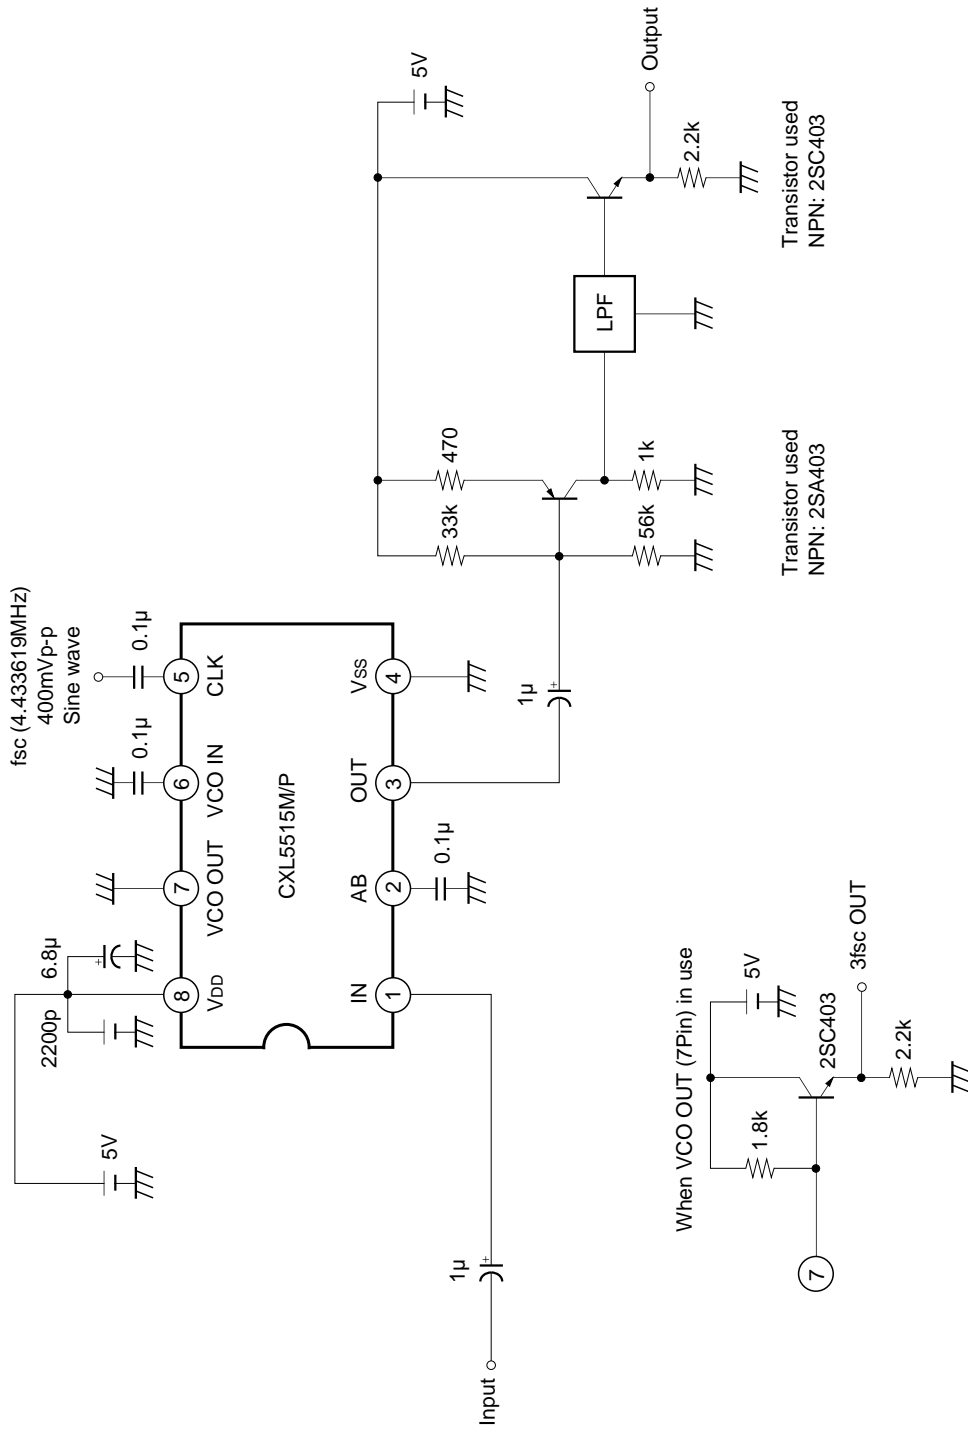 fsc (4.433619MHz)
400mVp-p
Sine wave
5V
2200p
6.8µ
0.1µ
0.1µ
8
7
6
5
VDD
VCO OUT
VCO IN
CLK
CXL5515M/P
IN
AB
OUT
VSS
1
2
3
4
0.1µ
1µ
Input
1µ
33k
470
56k
1k
LPF
5V
Output
2.2k
Transistor used
NPN: 2SA403
Transistor used
NPN: 2SC403
When VCO OUT (7Pin) in use
7
1.8k
5V
2SC403
3fsc OUT
2.2k